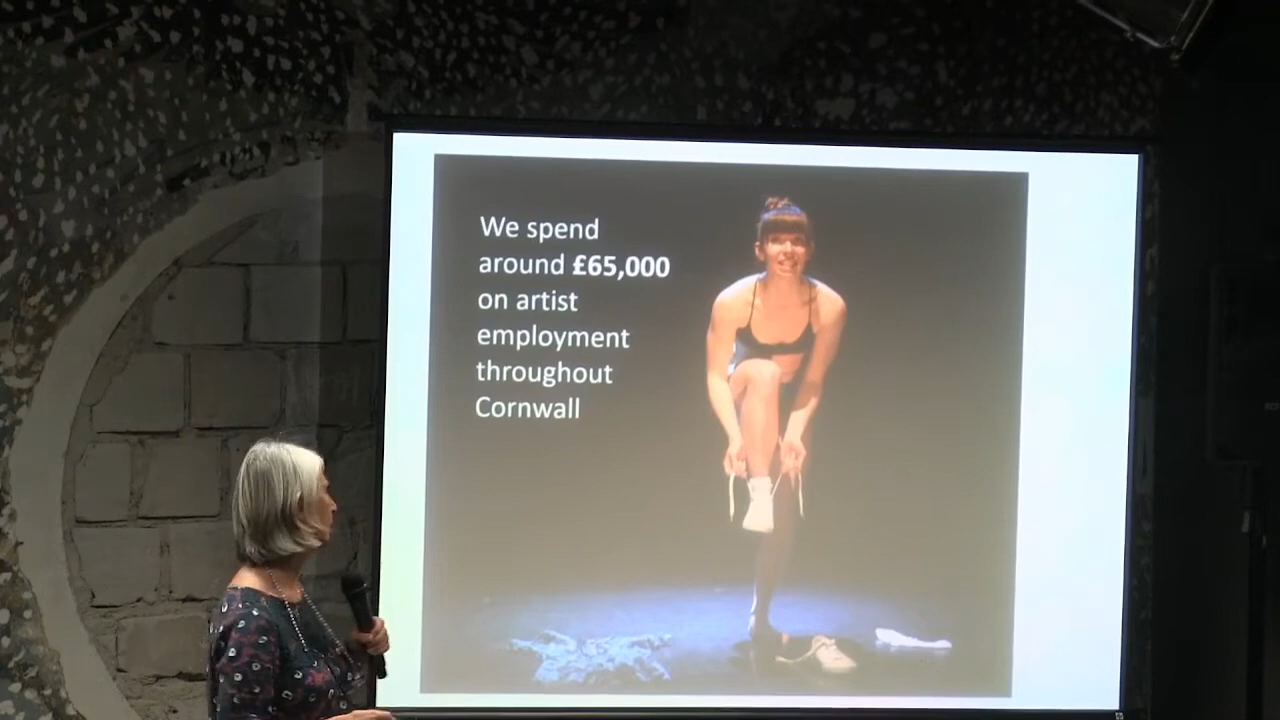 We spend
around £65,000
on artist
employment
throughout
Cornwall